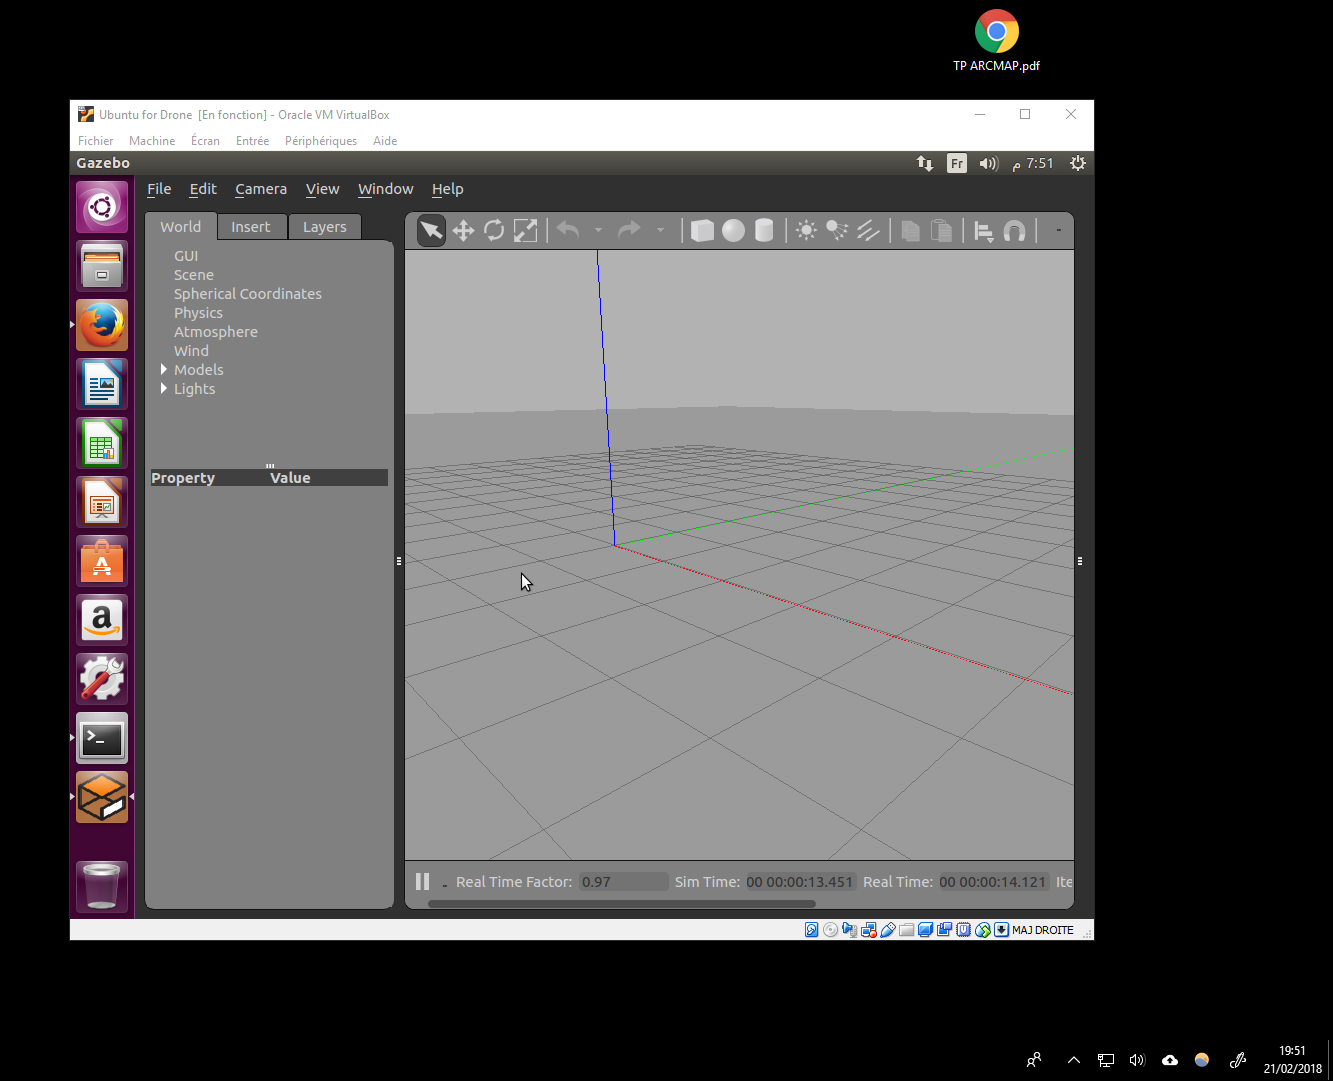 TP ARCMAP.pdf
Ubuntu for Drone [En fonction] - Oracle VM VirtualBox
Fichier Machine Écran Entrée Périphériques Aide
Gazebo Fr م 7:51
File Edit Camera View Window Help
World Insert Layers
GUI
Scene
Spherical Coordinates
Physics
Atmosphere
Wind
Models
Lights
Property Value
Real Time Factor: 0.97 Sim Time: 00 00:00:13.451 Real Time: 00 00:00:14.121 Ite
MAJ DROITE
19:51
21/02/2018